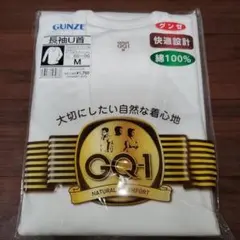 GUNZE
グンゼ
長袖U首
快適設計
M
綿100%
大切にしたい自然な着心地
GQ-1
NATURAL COMFORT